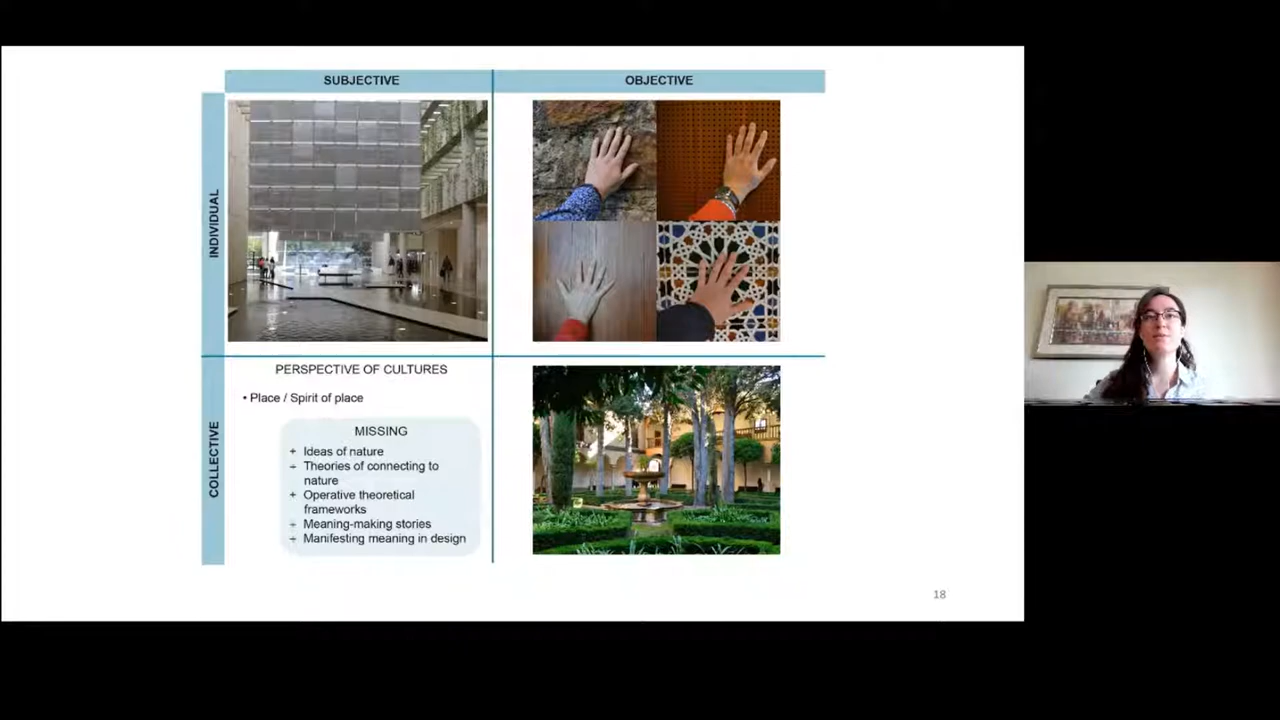 SUBJECTIVE
OBJECTIVE
INDIVIDUAL
COLLECTIVE
PERSPECTIVE OF CULTURES
• Place / Spirit of place
MISSING
+ Ideas of nature
+ Theories of connecting to
nature
+ Operative theoretical
frameworks
+ Meaning-making stories
+ Manifesting meaning in design
18